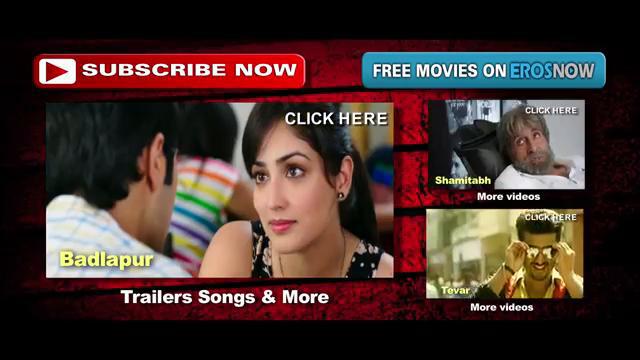 SUBSCRIBE NOW
FREE MOVIES ON EROSNOW
CLICK HERE
Badlapur
Trailers Songs & More
CLICK HERE
Shamitabh
More videos
CLICK HERE
Tevar
More videos